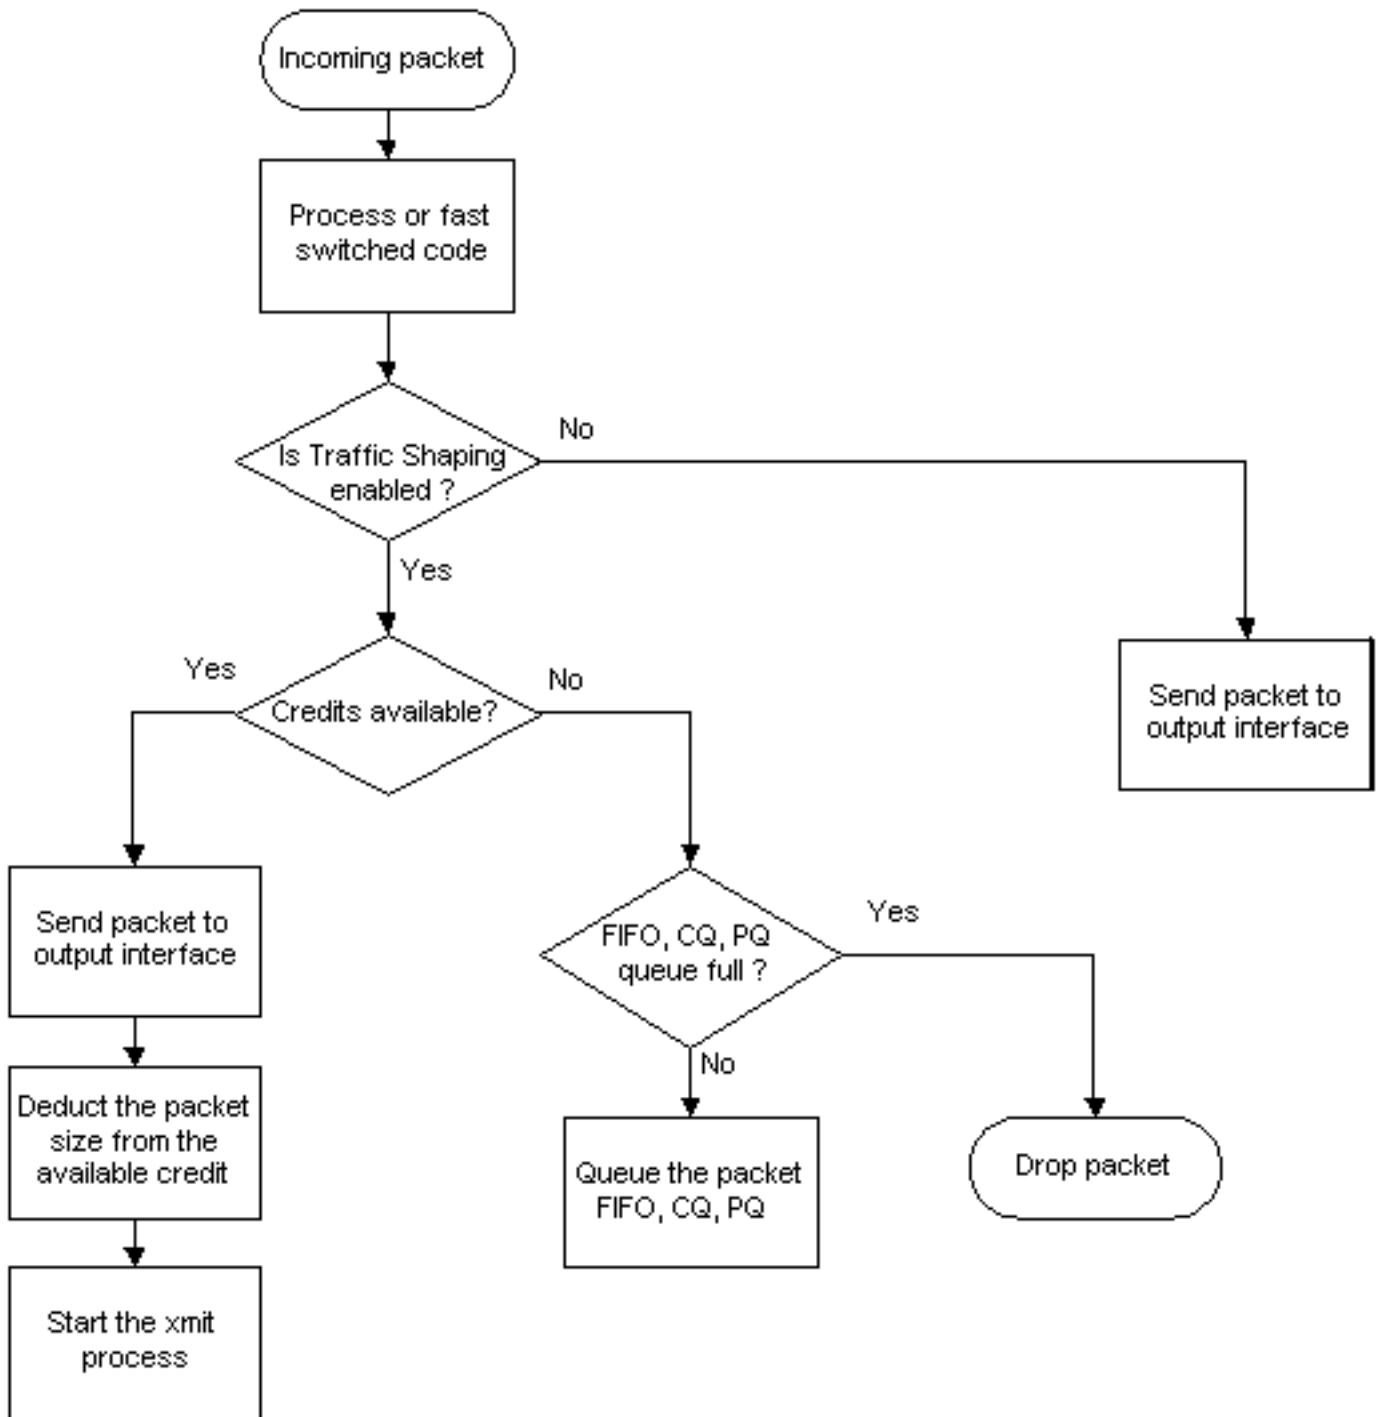 Incoming packet
Process or fast
switched code
Is Traffic Shaping
enabled ?
No
Yes
Credits available?
Yes
No
Send packet to
output interface
Send packet to
output interface
FIFO, CQ, PQ
queue full ?
Yes
No
Deduct the packet
size from the
available credit
Queue the packet
FIFO, CQ, PQ
Drop packet
Start the xmit
process